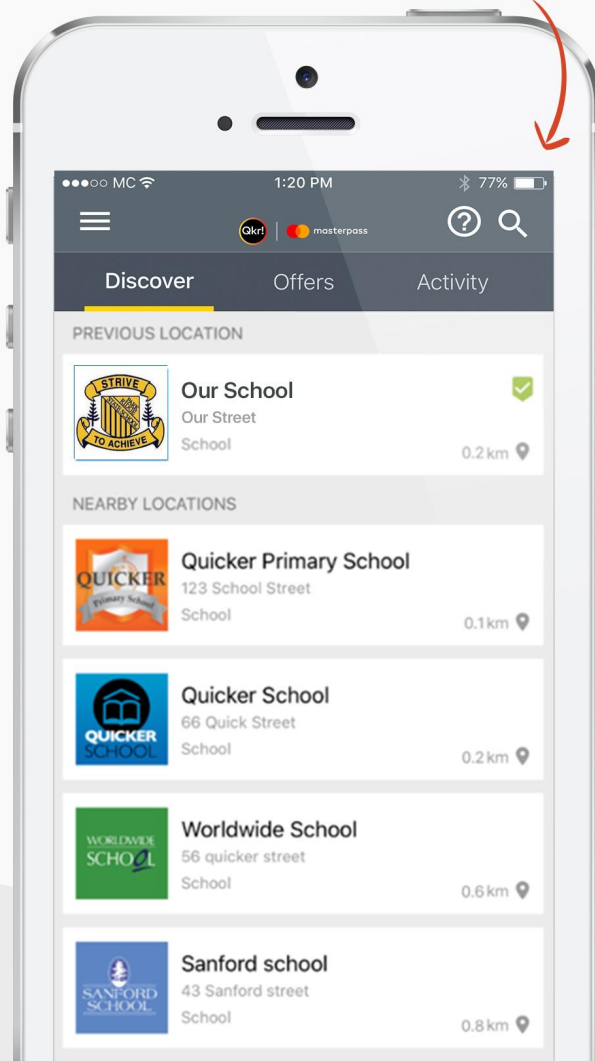 MC 1:20 PM 77%
Qkr! masterpass
Discover Offers Activity
PREVIOUS LOCATION
STRIVE
TO ACHIEVE
Our School
Our Street
School
0.2 km
NEARBY LOCATIONS
QUICKER
Primary School
Quicker Primary School
123 School Street
School
0.1 km
QUICKER
SCHOOL
Quicker School
66 Quick Street
School
0.2 km
WORLDWIDE
SCHOOL
Worldwide School
56 quicker street
School
0.6 km
SANFORD
SCHOOL
Sanford school
43 Sanford street
School
0.8 km